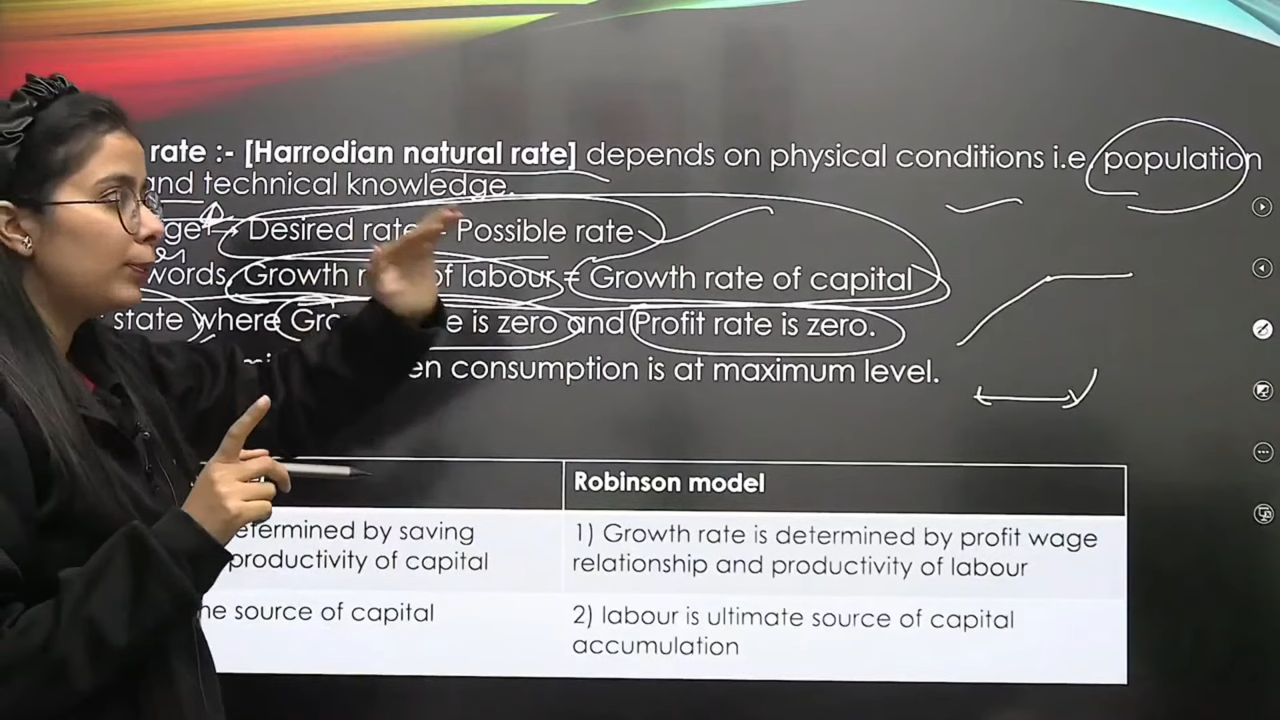 rate :- [Harrodian natural rate] depends on physical conditions i.e population
and technical knowledge.
Desired rate = Possible rate
words Growth of labour = Growth rate of capital
state where is zero and Profit rate is zero.
consumption is at maximum level.
Robinson model
determined by saving
productivity of capital
1) Growth rate is determined by profit wage
relationship and productivity of labour
source of capital
2) labour is ultimate source of capital
accumulation